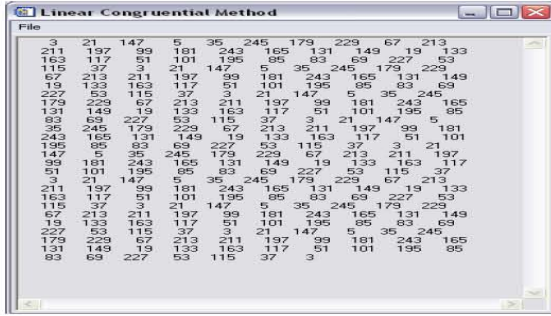 Linear Congruential Method
File
3 21 147 5 35 245 179 229 67 213
211 197 99 181 243 165 131 149 19 133
163 117 51 101 195 85 83 69 227 53
115 37 3 21 147 5 35 245 179 229
67 213 211 197 99 181 243 165 131 149
19 133 163 117 51 101 195 85 83 69
227 53 115 37 3 21 147 5 35 245
179 229 67 213 211 197 99 181 243 165
131 149 19 133 163 117 51 101 195 85
83 69 227 53 115 37 3 21 147 5
35 245 179 229 67 213 211 197 99 181
243 165 131 149 19 133 163 117 51 101
195 85 83 69 227 53 115 37 3 21
147 5 35 245 179 229 67 213 211 197
99 181 243 165 131 149 19 133 163 117
51 101 195 85 83 69 227 53 115 37
3 21 147 5 35 245 179 229 67 213
211 197 99 181 243 165 131 149 19 133
163 117 51 101 195 85 83 69 227 53
115 37 3 21 147 5 35 245 179 229
67 213 211 197 99 181 243 165 131 149
19 133 163 117 51 101 195 85 83 69
227 53 115 37 3 21 147 5 35 245
179 229 67 213 211 197 99 181 243 165
131 149 19 133 163 117 51 101 195 85
83 69 227 53 115 37 3